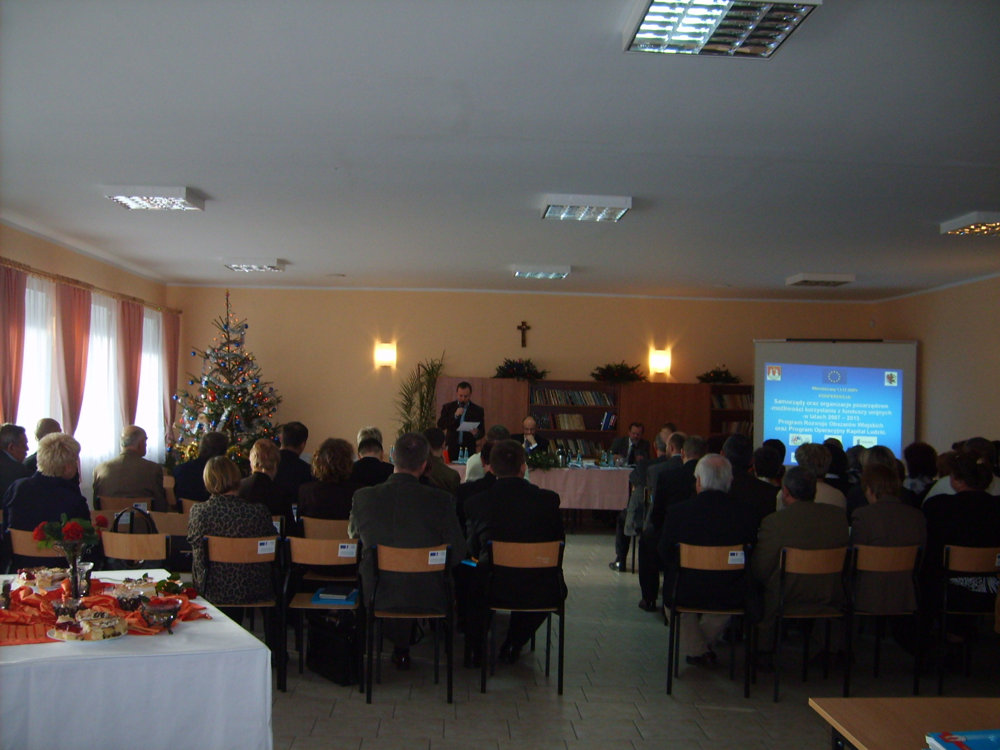 KONFERENCJA
Samorządy oraz organizacje pozarządowe
-możliwości korzystania z funduszy unijnych
-w latach 2007 – 2013.
Program Rozwoju Obszarów Wiejskich
oraz Program Operacyjny Kapitał Ludzki.